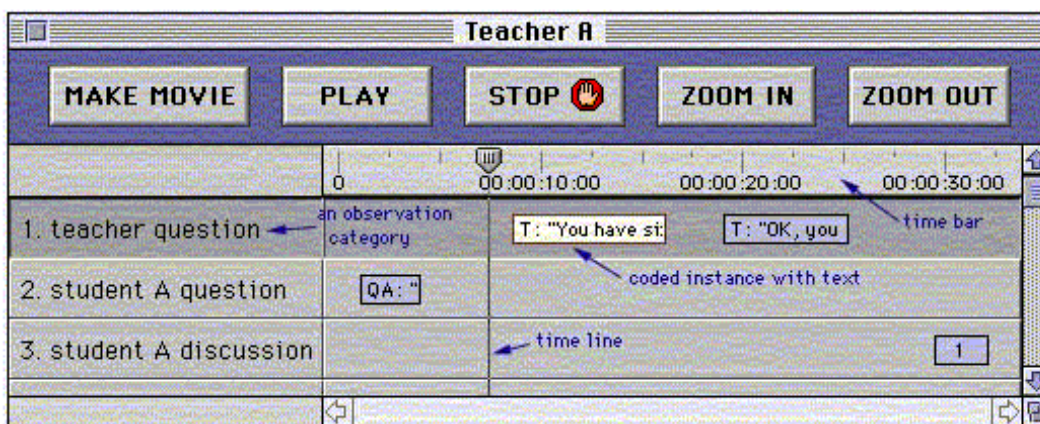 Teacher A
MAKE MOVIE PLAY STOP ZOOM IN ZOOM OUT
0 00:00:10:00 00:00:20:00 00:00:30:00
1. teacher question
an observation
category
T: "You have si
T: "OK, you
time bar
coded instance with text
2. student A question
QA: "
3. student A discussion
time line
1